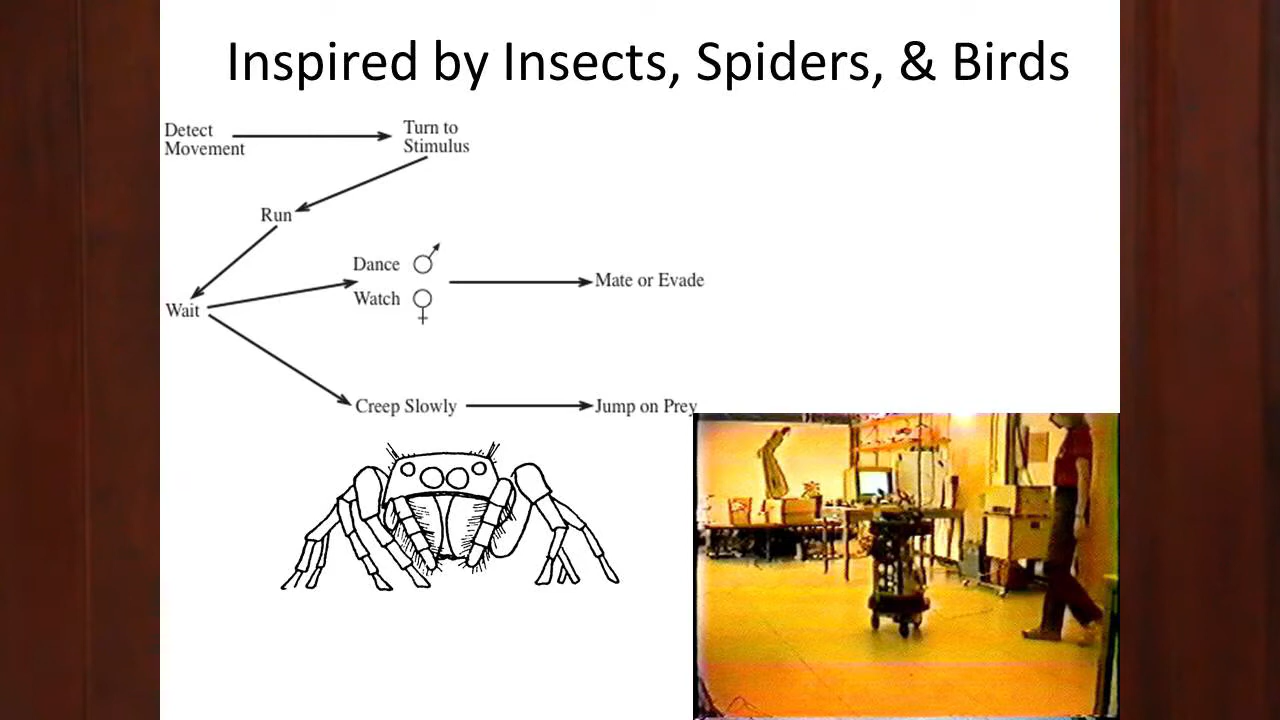 Inspired by Insects, Spiders, & Birds
Detect
Movement
Turn to
Stimulus
Run
Wait
Dance ♂
Watch ♀
Mate or Evade
Creep Slowly
Jump on Prey